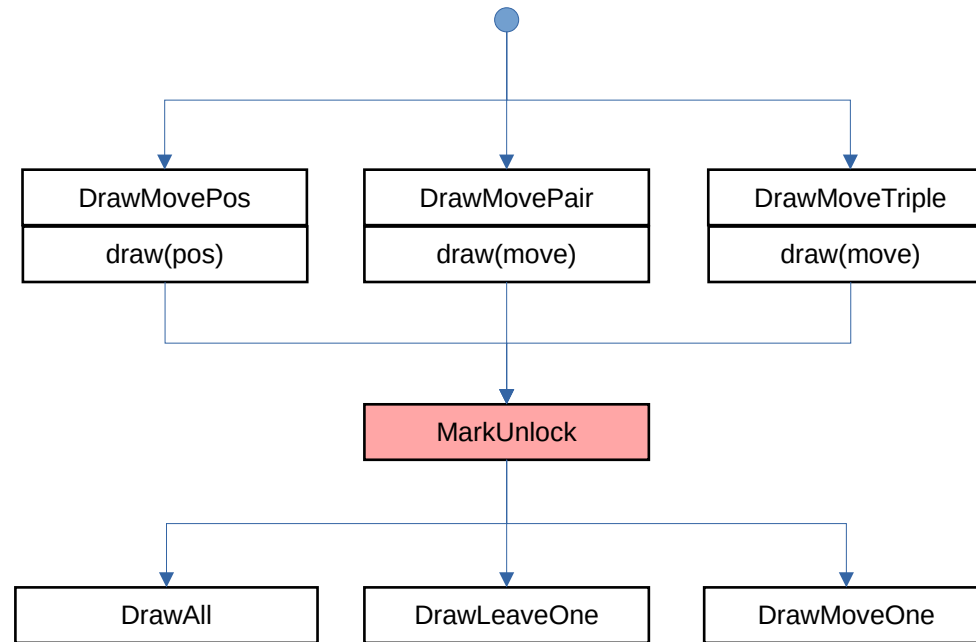 DrawMovePos
DrawMovePair
DrawMoveTriple
draw(pos)
draw(move)
draw(move)
MarkUnlock
DrawAll
DrawLeaveOne
DrawMoveOne